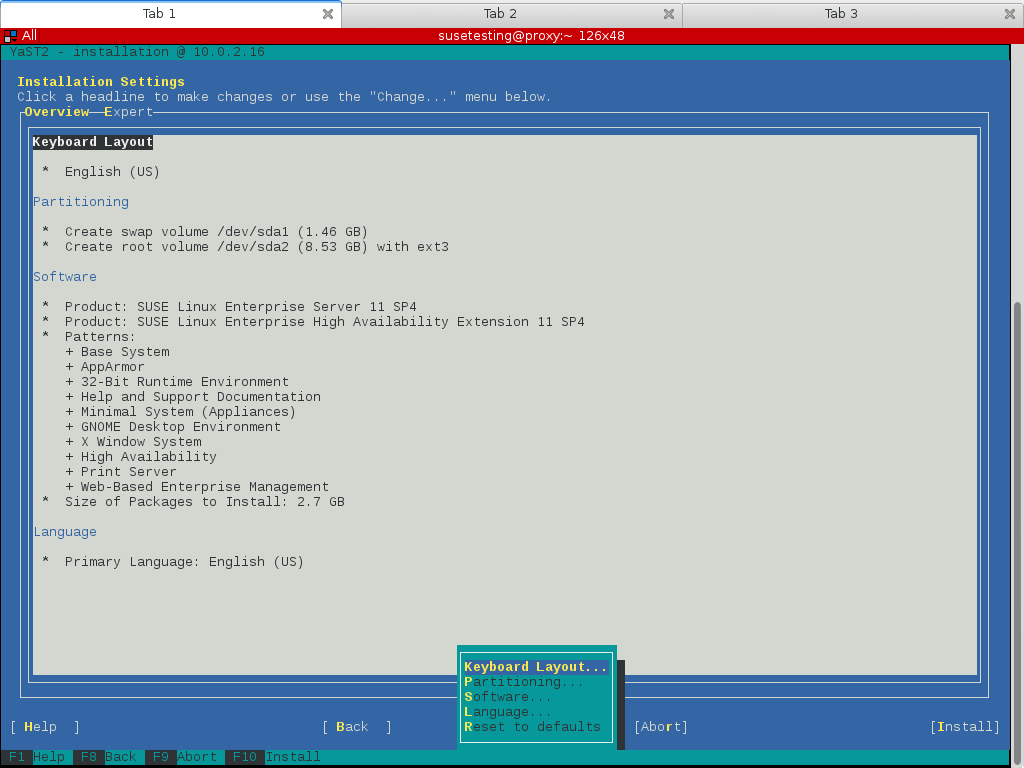 Tab 1 Tab 2 Tab 3
All susetesting@proxy:~ 126x48
YaST2 - installation @ 10.0.2.16
Installation Settings
Click a headline to make changes or use the "Change..." menu below.
Overview Expert
Keyboard Layout
* English (US)
Partitioning
* Create swap volume /dev/sda1 (1.46 GB)
* Create root volume /dev/sda2 (8.53 GB) with ext3
Software
* Product: SUSE Linux Enterprise Server 11 SP4
* Product: SUSE Linux Enterprise High Availability Extension 11 SP4
* Patterns:
+ Base System
+ AppArmor
+ 32-Bit Runtime Environment
+ Help and Support Documentation
+ Minimal System (Appliances)
+ GNOME Desktop Environment
+ X Window System
+ High Availability
+ Print Server
+ Web-Based Enterprise Management
* Size of Packages to Install: 2.7 GB
Language
* Primary Language: English (US)
Keyboard Layout...
Partitioning...
Software...
Language...
Reset to defaults
[ Help ] [ Back ] [Abort] [Install]
F1 Help F8 Back F9 Abort F10 Install